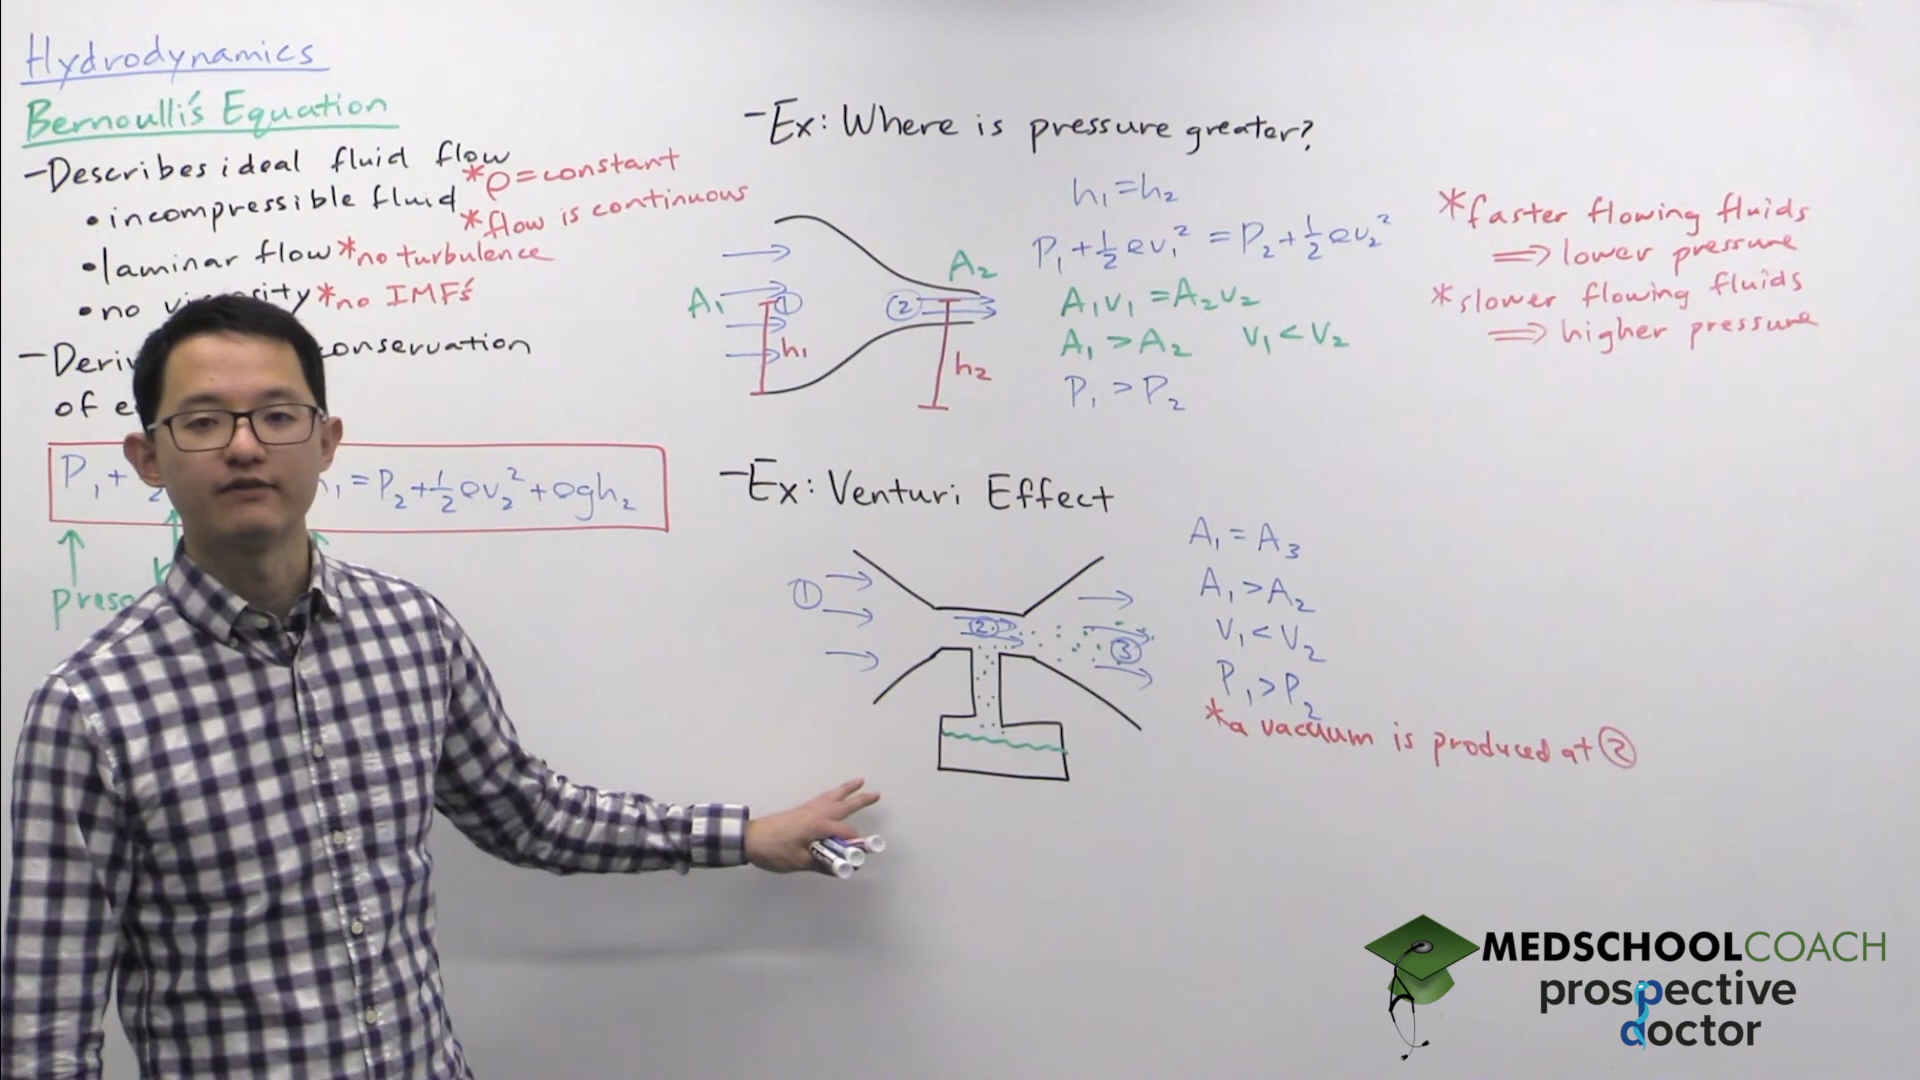 Hydrodynamics
Bernoulli's Equation
-Describes ideal fluid flow
•incompressible fluid *ρ=constant
*flow is continuous
•laminar flow *no turbulence
•no *no IMF's
- conservation
of
P₁+ =P₂+½ρv₂²+ρgh₂
-Ex: Where is pressure greater?
h₁=h₂
P₁+½ρv₁²=P₂+½ρv₂²
A₁v₁=A₂v₂
A₁>A₂ v₁<v₂
P₁>P₂
A₁ ① h₁
② A₂ h₂
*faster flowing fluids
⇒ lower pressure
*slower flowing fluids
⇒ higher pressure
-Ex: Venturi Effect
①
②
③
A₁=A₃
A₁>A₂
v₁<v₂
P₁>P₂
*a vacuum is produced at ②
MEDSCHOOLCOACH
prospective
doctor